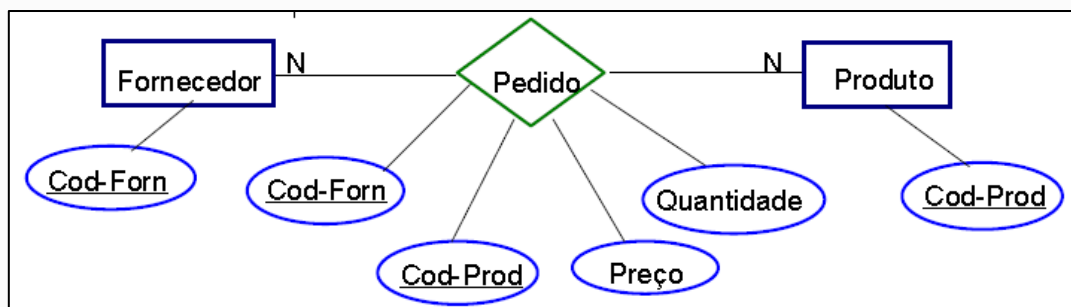 Fornecedor
N
Pedido
N
Produto
Cod-Forn
Cod-Forn
Cod-Prod
Preço
Quantidade
Cod-Prod